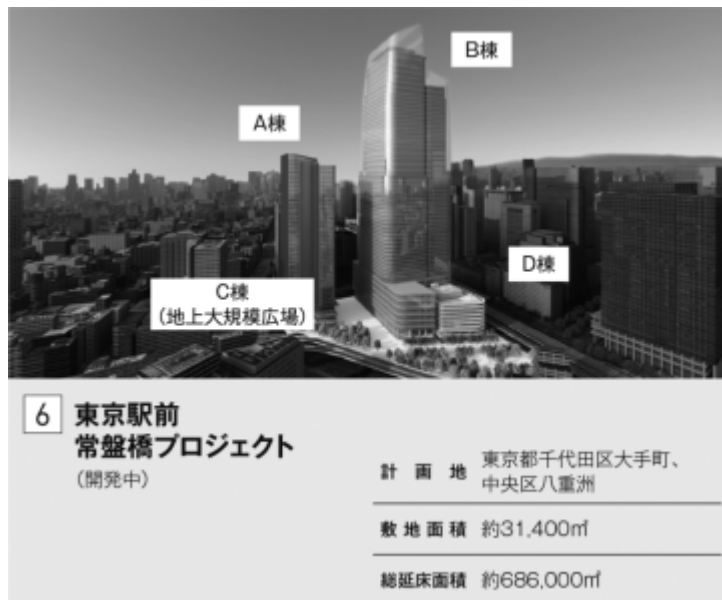 B棟
A棟
D棟
C棟
(地上大規模広場)
6 東京駅前
常盤橋プロジェクト
(開発中)
計画地 東京都千代田区大手町、
中央区八重洲
敷地面積 約31,400㎡
総延床面積 約686,000㎡